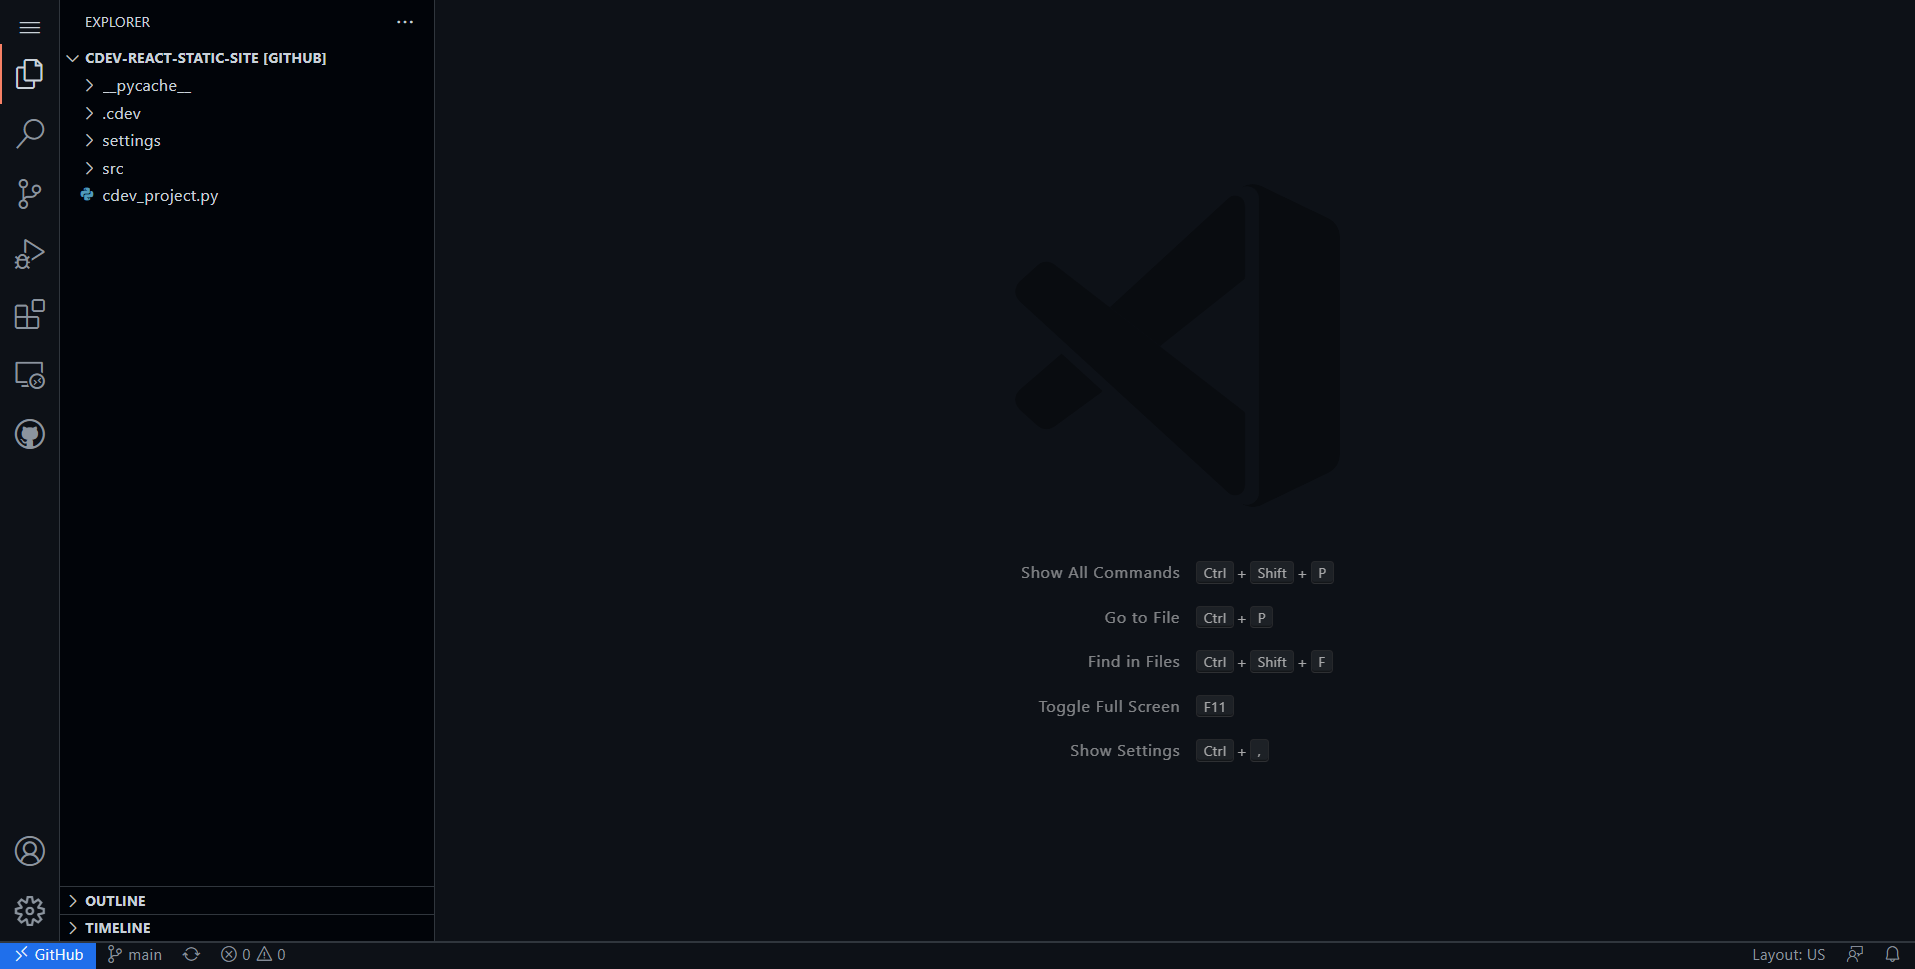 EXPLORER
CDEV-REACT-STATIC-SITE [GITHUB]
__pycache__
.cdev
settings
src
cdev_project.py
Show All Commands Ctrl + Shift + P
Go to File Ctrl + P
Find in Files Ctrl + Shift + F
Toggle Full Screen F11
Show Settings Ctrl + ,
OUTLINE
TIMELINE
GitHub main 0 0 Layout: US